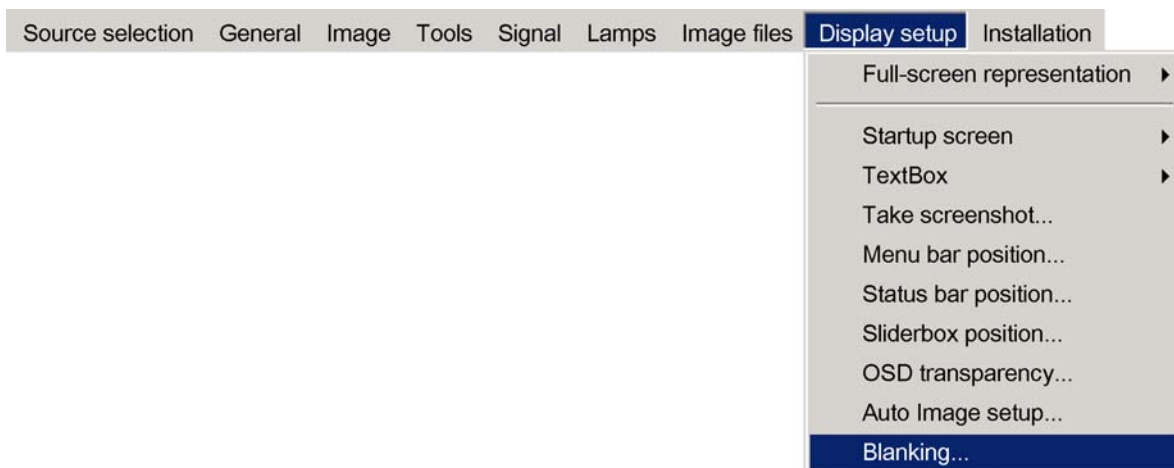 Source selection General Image Tools Signal Lamps Image files Display setup Installation
Full-screen representation
Startup screen
TextBox
Take screenshot...
Menu bar position...
Status bar position...
Sliderbox position...
OSD transparency...
Auto Image setup...
Blanking...